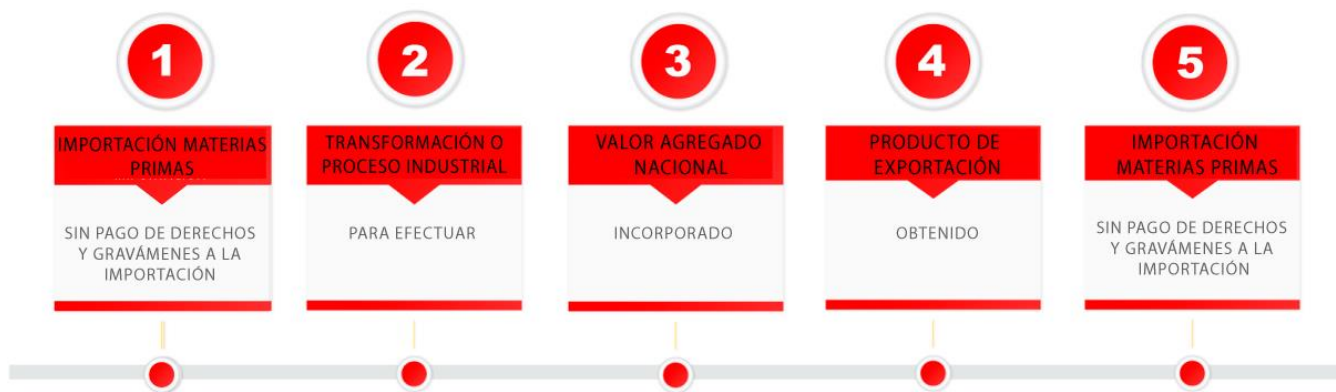 1
IMPORTACIÓN MATERIAS
PRIMAS
SIN PAGO DE DERECHOS
Y GRAVÁMENES A LA
IMPORTACIÓN
2
TRANSFORMACIÓN O
PROCESO INDUSTRIAL
PARA EFECTUAR
3
VALOR AGREGADO
NACIONAL
INCORPORADO
4
PRODUCTO DE
EXPORTACIÓN
OBTENIDO
5
IMPORTACIÓN
MATERIAS PRIMAS
SIN PAGO DE DERECHOS
Y GRAVÁMENES A LA
IMPORTACIÓN